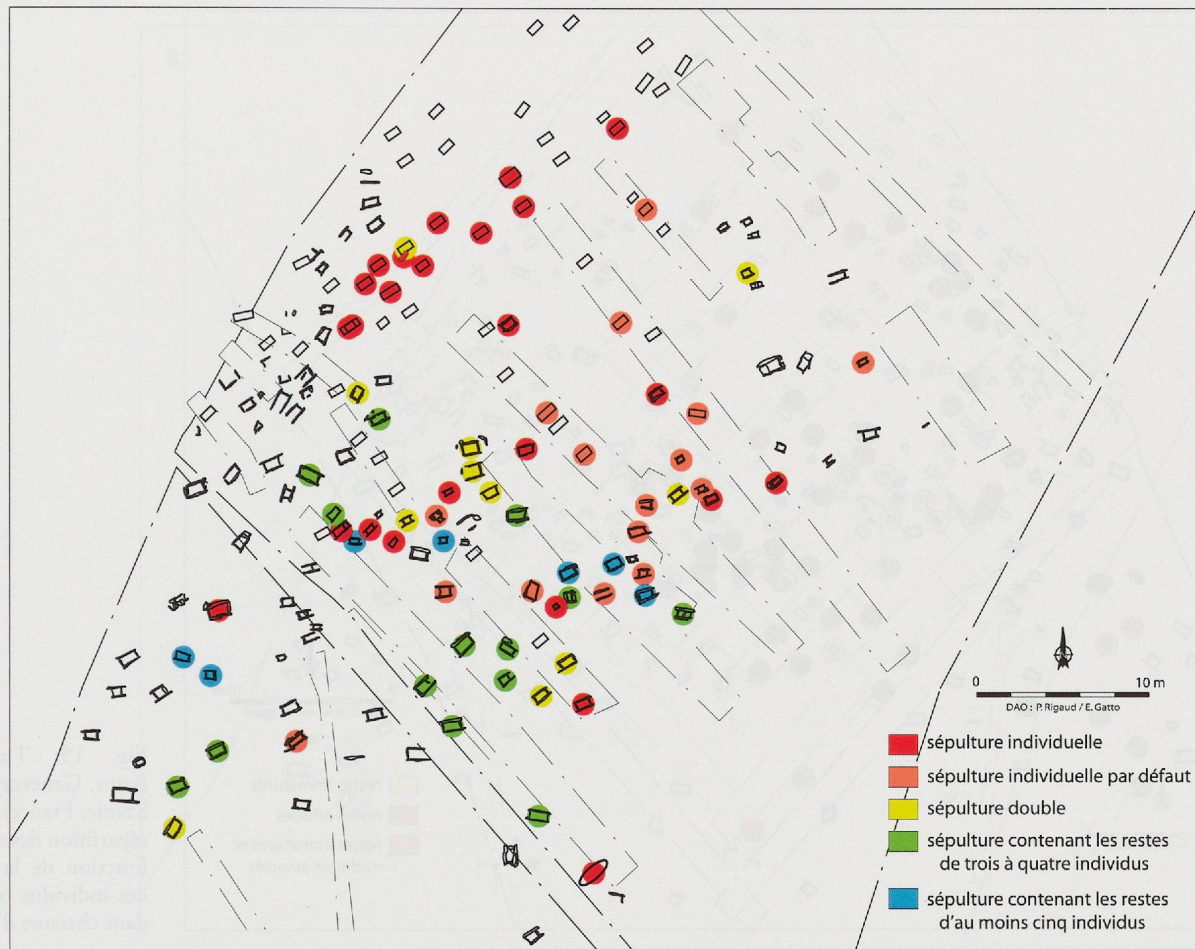 0 10 m
DAO : P. Rigaud / E. Gatto
sépulture individuelle
sépulture individuelle par défaut
sépulture double
sépulture contenant les restes
de trois à quatre individus
sépulture contenant les restes
d'au moins cinq individus